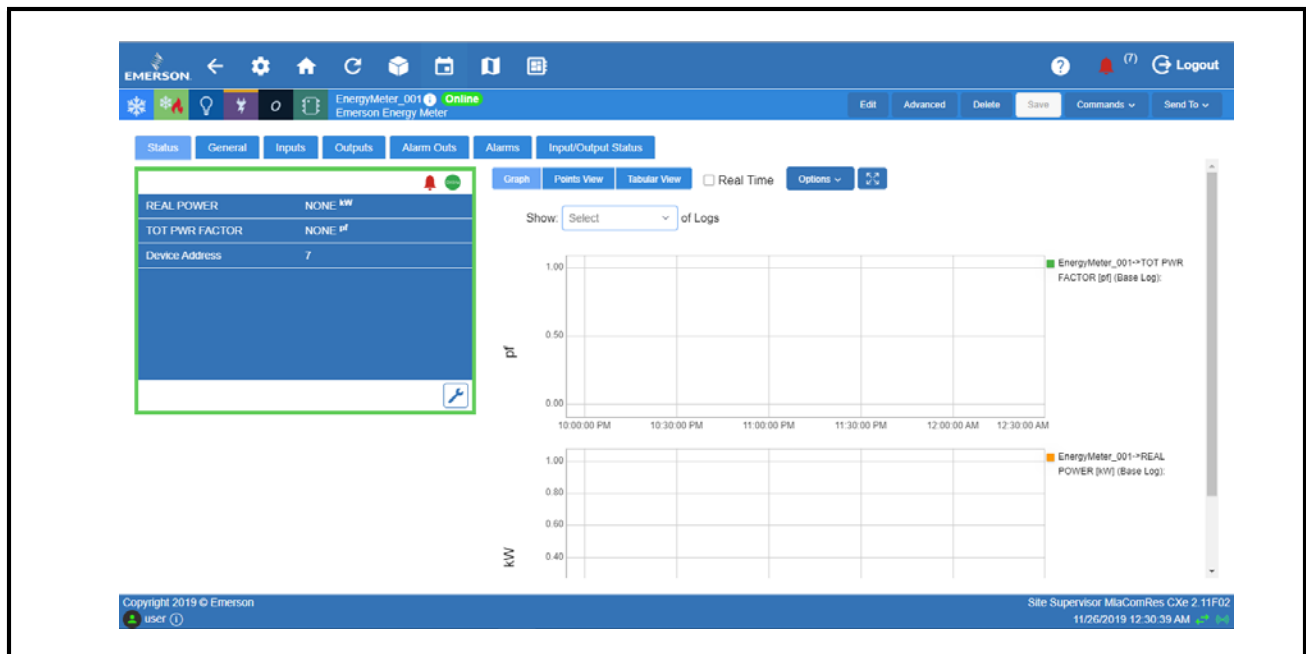 EMERSON
(7) Logout
EnergyMeter_001 Online
Emerson Energy Meter
Edit Advanced Delete Save Commands Send To
Status General Inputs Outputs Alarm Outs Alarms Input/Output Status
REAL POWER NONE kW
TOT PWR FACTOR NONE pf
Device Address 7
Graph Points View Tabular View Real Time Options
Show: Select of Logs
1.00
0.50
0.00
pf
10:00:00 PM 10:30:00 PM 11:00:00 PM 11:30:00 PM 12:00:00 AM 12:30:00 AM
EnergyMeter_001->TOT PWR
FACTOR [pf] (Base Log):
1.00
0.80
0.60
0.40
kW
EnergyMeter_001->REAL
POWER [kW] (Base Log):
Copyright 2019 © Emerson
user
Site Supervisor MlaComRes CXe 2.11F02
11/26/2019 12:30:39 AM